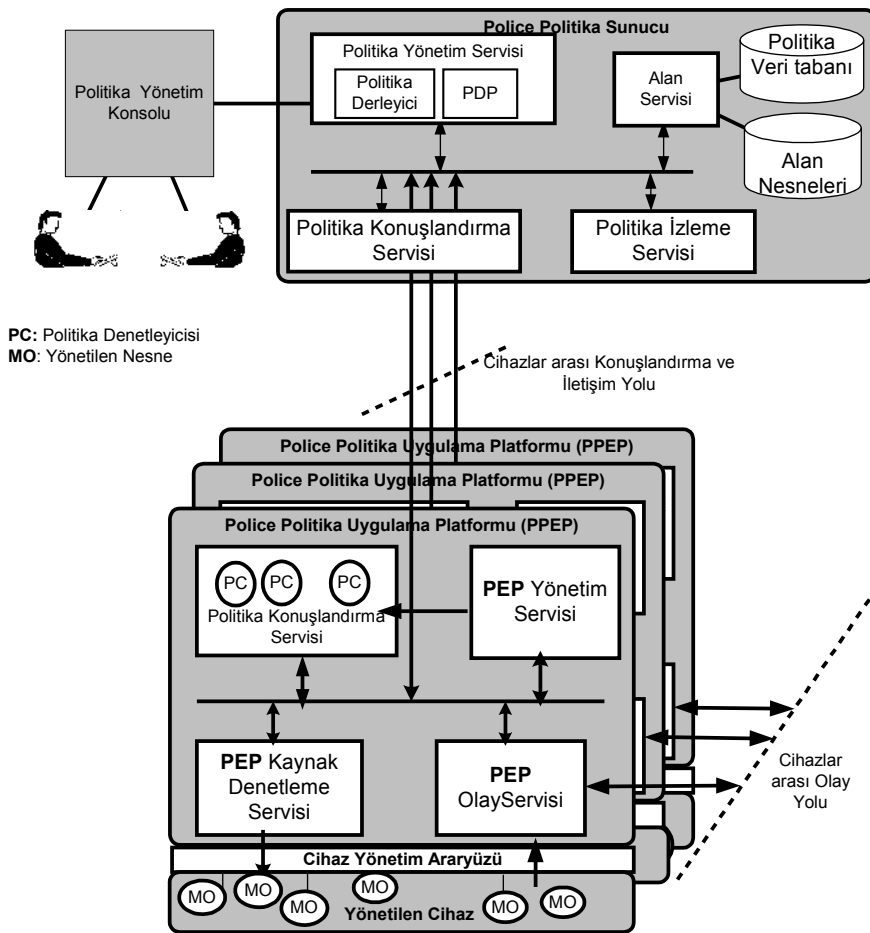 Police Politika Sunucu
Politika Yönetim Servisi
Politika
Derleyici
PDP
Alan
Servisi
Politika
Veri tabanı
Alan
Nesneleri
Politika Yönetim
Konsolu
Politika Konuşlandırma
Servisi
Politika İzleme
Servisi
PC: Politika Denetleyicisi
MO: Yönetilen Nesne
Cihazlar arası Konuşlandırma ve
İletişim Yolu
Police Politika Uygulama Platformu (PPEP)
Police Politika Uygulama Platformu (PPEP)
Police Politika Uygulama Platformu (PPEP)
PC
PC
PC
Politika Konuşlandırma
Servisi
PEP Yönetim
Servisi
PEP Kaynak
Denetleme
Servisi
PEP
OlayServisi
Cihazlar
arası Olay
Yolu
Cihaz Yönetim Araryüzü
MO
MO
MO
MO
MO
MO
Yönetilen Cihaz